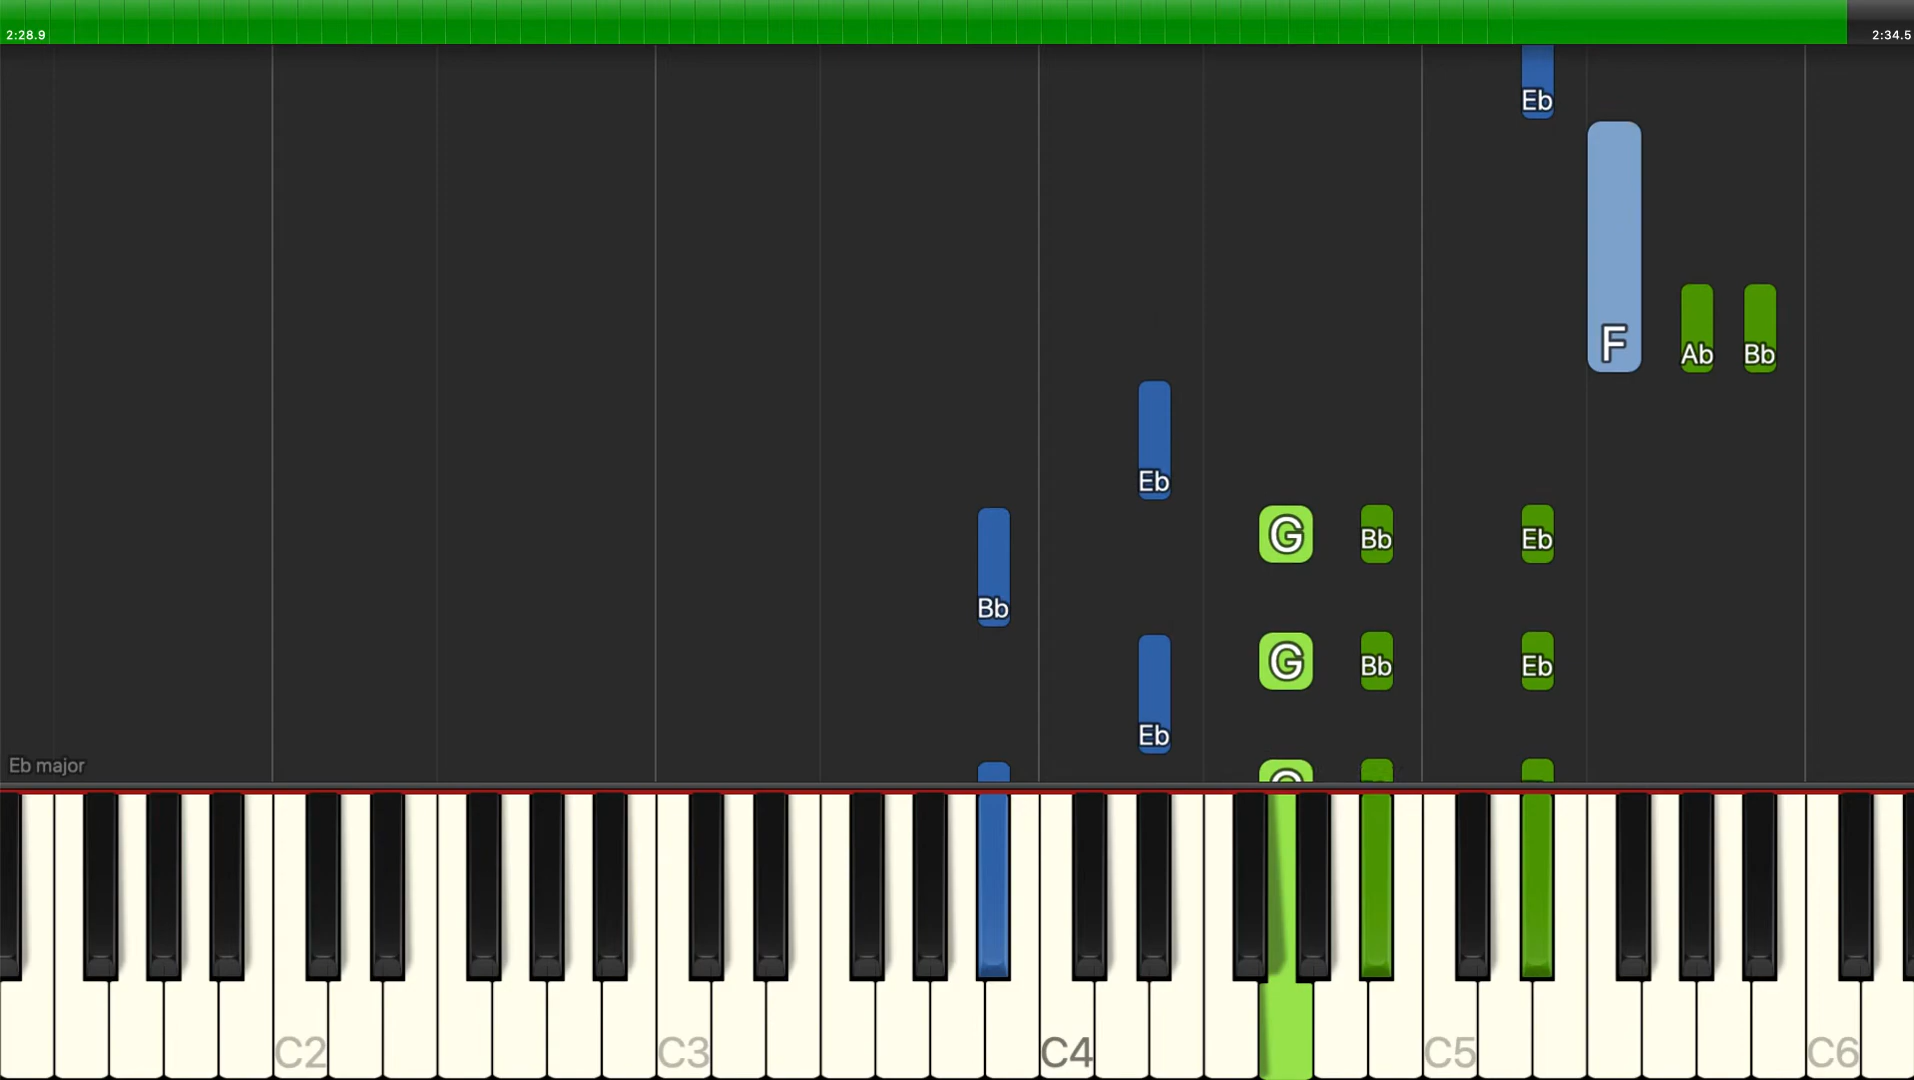 2:28.9
2:34.5
Eb
F
Ab Bb
Eb
G Bb Eb
Bb
G Bb Eb
Eb
Eb major
G
C2 C3 C4 C5 C6